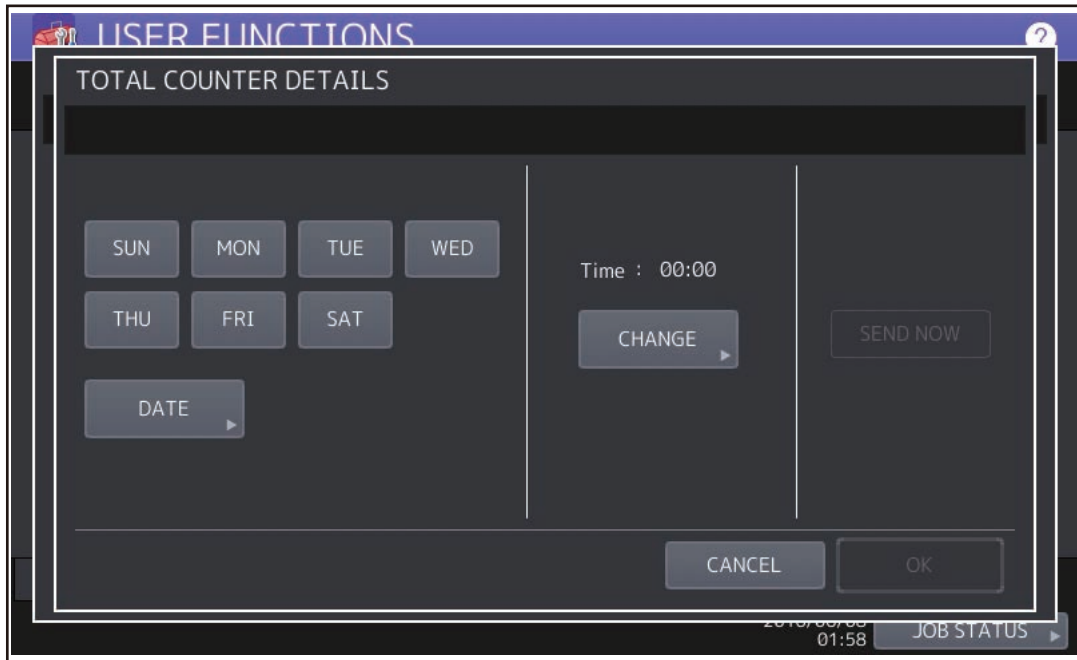 USER FUNCTIONS
?
TOTAL COUNTER DETAILS
SUN MON TUE WED
THU FRI SAT
DATE
Time : 00:00
CHANGE
SEND NOW
CANCEL OK
01:58
JOB STATUS